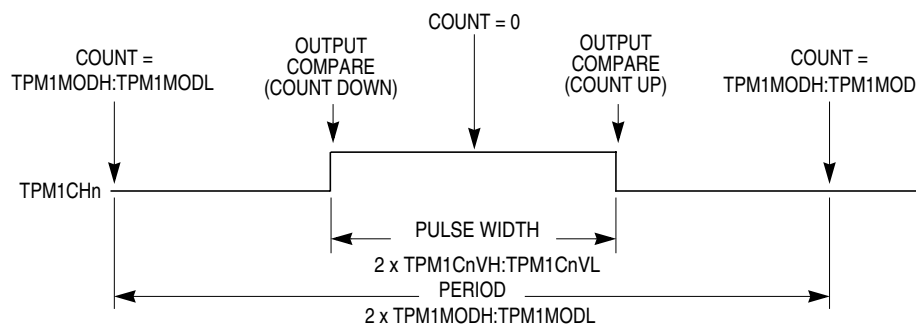 COUNT = 0
COUNT =
TPM1MODH:TPM1MODL
OUTPUT
COMPARE
(COUNT DOWN)
OUTPUT
COMPARE
(COUNT UP)
COUNT =
TPM1MODH:TPM1MOD
TPM1CHn
PULSE WIDTH
2 x TPM1CnVH:TPM1CnVL
PERIOD
2 x TPM1MODH:TPM1MODL